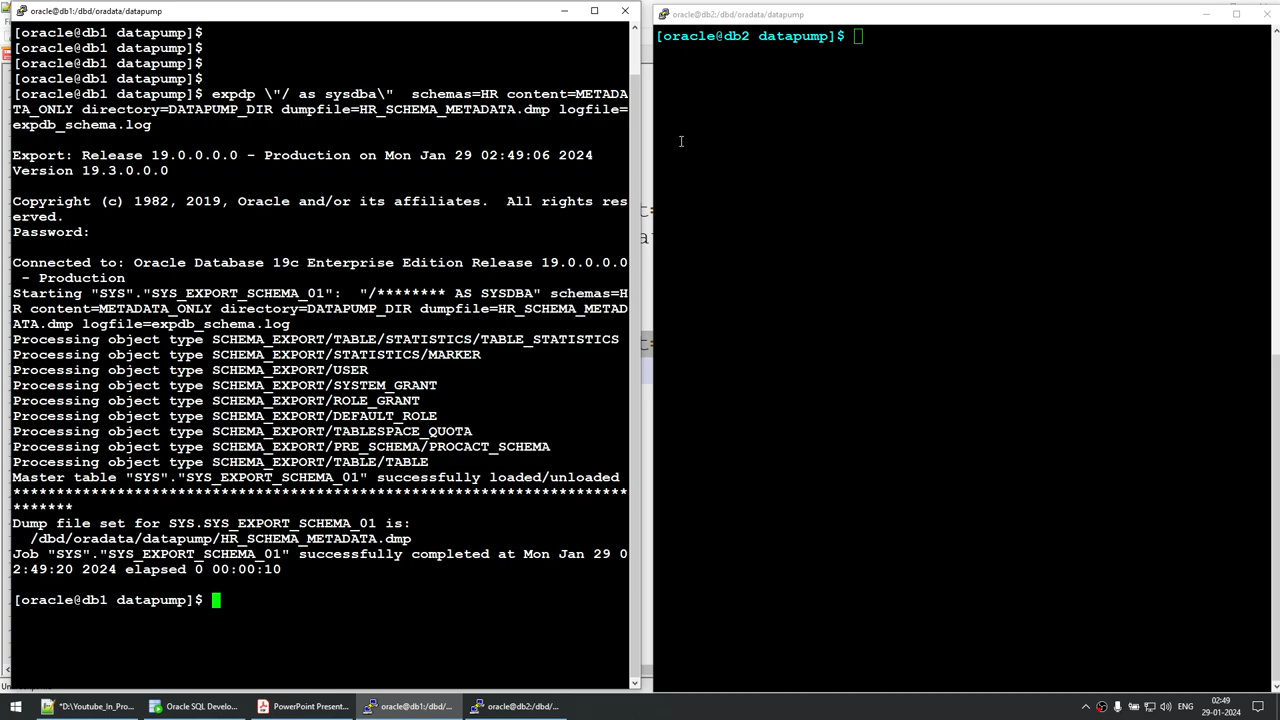 oracle@db1:/dbd/oradata/datapump
[oracle@db1 datapump]$
[oracle@db1 datapump]$
[oracle@db1 datapump]$
[oracle@db1 datapump]$
[oracle@db1 datapump]$ expdp \"/ as sysdba\"  schemas=HR content=METADA
TA_ONLY directory=DATAPUMP_DIR dumpfile=HR_SCHEMA_METADATA.dmp logfile=
expdb_schema.log
Export: Release 19.0.0.0.0 - Production on Mon Jan 29 02:49:06 2024
Version 19.3.0.0.0
Copyright (c) 1982, 2019, Oracle and/or its affiliates.  All rights res
erved.
Password:
Connected to: Oracle Database 19c Enterprise Edition Release 19.0.0.0.0
 - Production
Starting "SYS"."SYS_EXPORT_SCHEMA_01":  "/******** AS SYSDBA" schemas=H
R content=METADATA_ONLY directory=DATAPUMP_DIR dumpfile=HR_SCHEMA_METAD
ATA.dmp logfile=expdb_schema.log
Processing object type SCHEMA_EXPORT/TABLE/STATISTICS/TABLE_STATISTICS
Processing object type SCHEMA_EXPORT/STATISTICS/MARKER
Processing object type SCHEMA_EXPORT/USER
Processing object type SCHEMA_EXPORT/SYSTEM_GRANT
Processing object type SCHEMA_EXPORT/ROLE_GRANT
Processing object type SCHEMA_EXPORT/DEFAULT_ROLE
Processing object type SCHEMA_EXPORT/TABLESPACE_QUOTA
Processing object type SCHEMA_EXPORT/PRE_SCHEMA/PROCACT_SCHEMA
Processing object type SCHEMA_EXPORT/TABLE/TABLE
Master table "SYS"."SYS_EXPORT_SCHEMA_01" successfully loaded/unloaded
***********************************************************************
*******
Dump file set for SYS.SYS_EXPORT_SCHEMA_01 is:
  /dbd/oradata/datapump/HR_SCHEMA_METADATA.dmp
Job "SYS"."SYS_EXPORT_SCHEMA_01" successfully completed at Mon Jan 29 0
2:49:20 2024 elapsed 0 00:00:10
[oracle@db1 datapump]$
oracle@db2:/dbd/oradata/datapump
[oracle@db2 datapump]$
"D:\Youtube_In_Pro...
Oracle SQL Develo...
PowerPoint Present...
oracle@db1:/dbd/...
oracle@db2:/dbd/...
ENG
02:49
29-01-2024